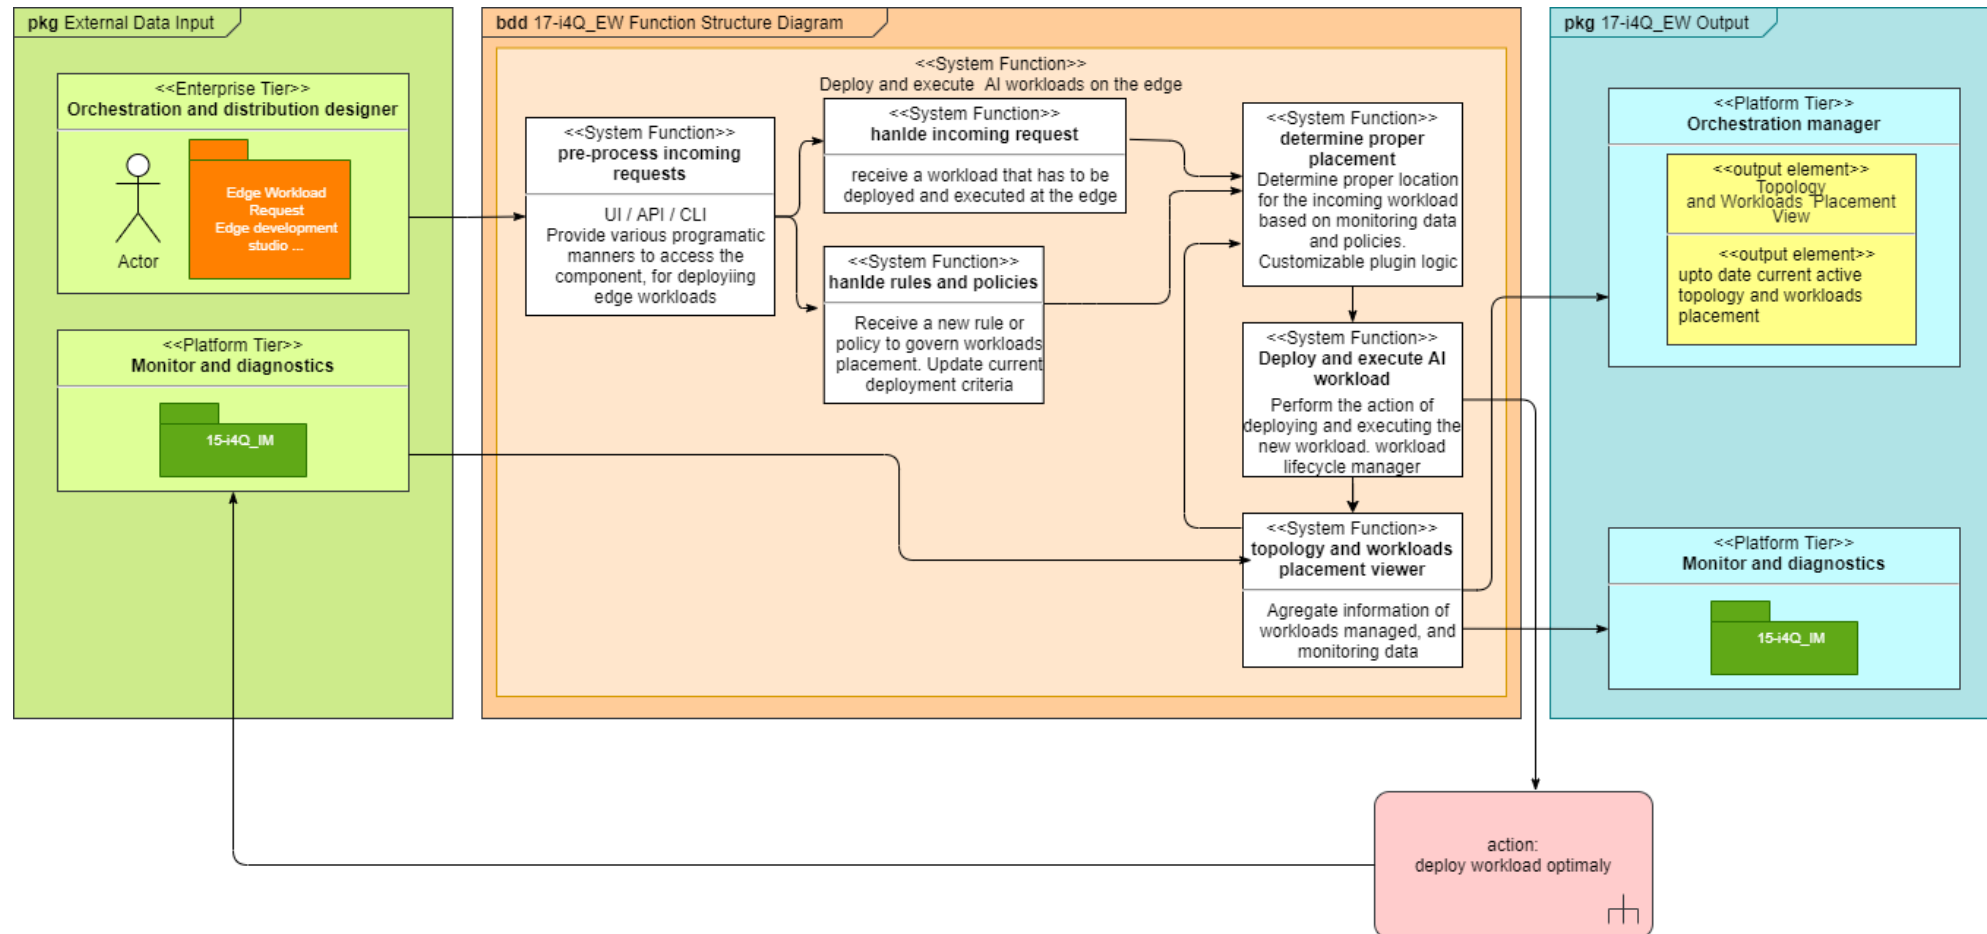 pkg External Data Input
<<Enterprise Tier>>
Orchestration and distribution designer
Actor
Edge Workload
Request
Edge development
studio ...
<<Platform Tier>>
Monitor and diagnostics
15-i4Q_IM
bdd 17-i4Q_EW Function Structure Diagram
<<System Function>>
Deploy and execute  AI workloads on the edge
<<System Function>>
pre-process incoming
requests
UI / API / CLI
Provide various programatic
manners to access the
component, for deployiing
edge workloads
<<System Function>>
hanlde incoming request
receive a workload that has to be
deployed and executed at the edge
<<System Function>>
hanlde rules and policies
Receive a new rule or
policy to govern workloads
placement. Update current
deployment criteria
<<System Function>>
determine proper
placement
Determine proper location
for the incoming workload
based on monitoring data
and policies.
Customizable plugin logic
<<System Function>>
Deploy and execute AI
workload
Perform the action of
deploying and executing the
new workload. workload
lifecycle manager
<<System Function>>
topology and workloads
placement viewer
Agregate information of
workloads managed, and
monitoring data
pkg 17-i4Q_EW Output
<<Platform Tier>>
Orchestration manager
<<output element>>
Topology
and Workloads  Placement
View
<<output element>>
upto date current active
topology and workloads
placement
<<Platform Tier>>
Monitor and diagnostics
15-i4Q_IM
action:
deploy workload optimaly